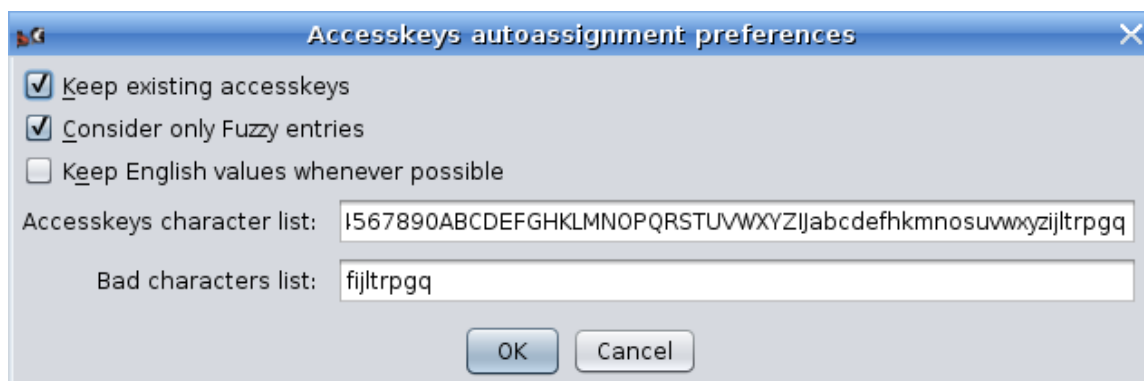 Accesskeys autoassignment preferences
Keep existing accesskeys
Consider only Fuzzy entries
Keep English values whenever possible
Accesskeys character list: 4567890ABCDEFGHKLMNOPQRSTUVWXYZIJabcdefhkmnosuvwxyzijltrpgq
Bad characters list: fijltrpgq
OK Cancel